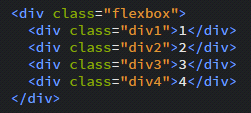 <div class="flexbox">
  <div class="div1">1</div>
  <div class="div2">2</div>
  <div class="div3">3</div>
  <div class="div4">4</div>
</div>